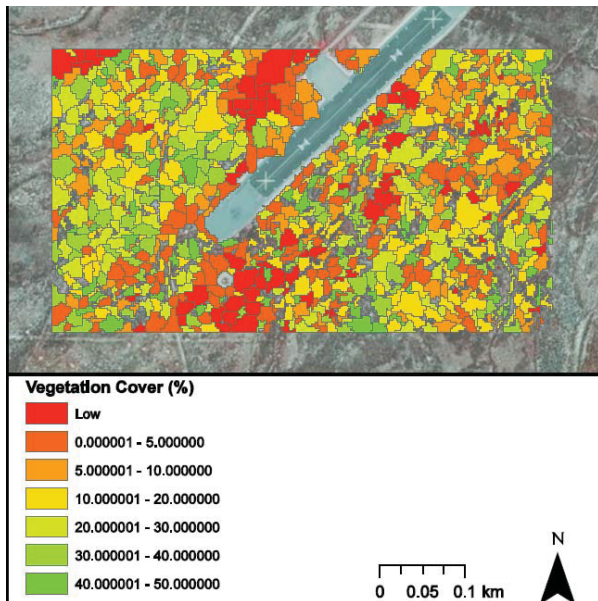 Vegetation Cover (%)
Low
0.000001 - 5.000000
5.000001 - 10.000000
10.000001 - 20.000000
20.000001 - 30.000000
30.000001 - 40.000000
40.000001 - 50.000000
N
0 0.05 0.1 km